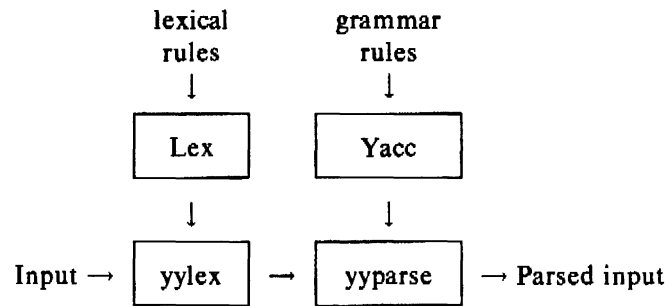 lexical
rules
grammar
rules
↓ ↓
Lex Yacc
↓ ↓
Input → yylex → yyparse → Parsed input